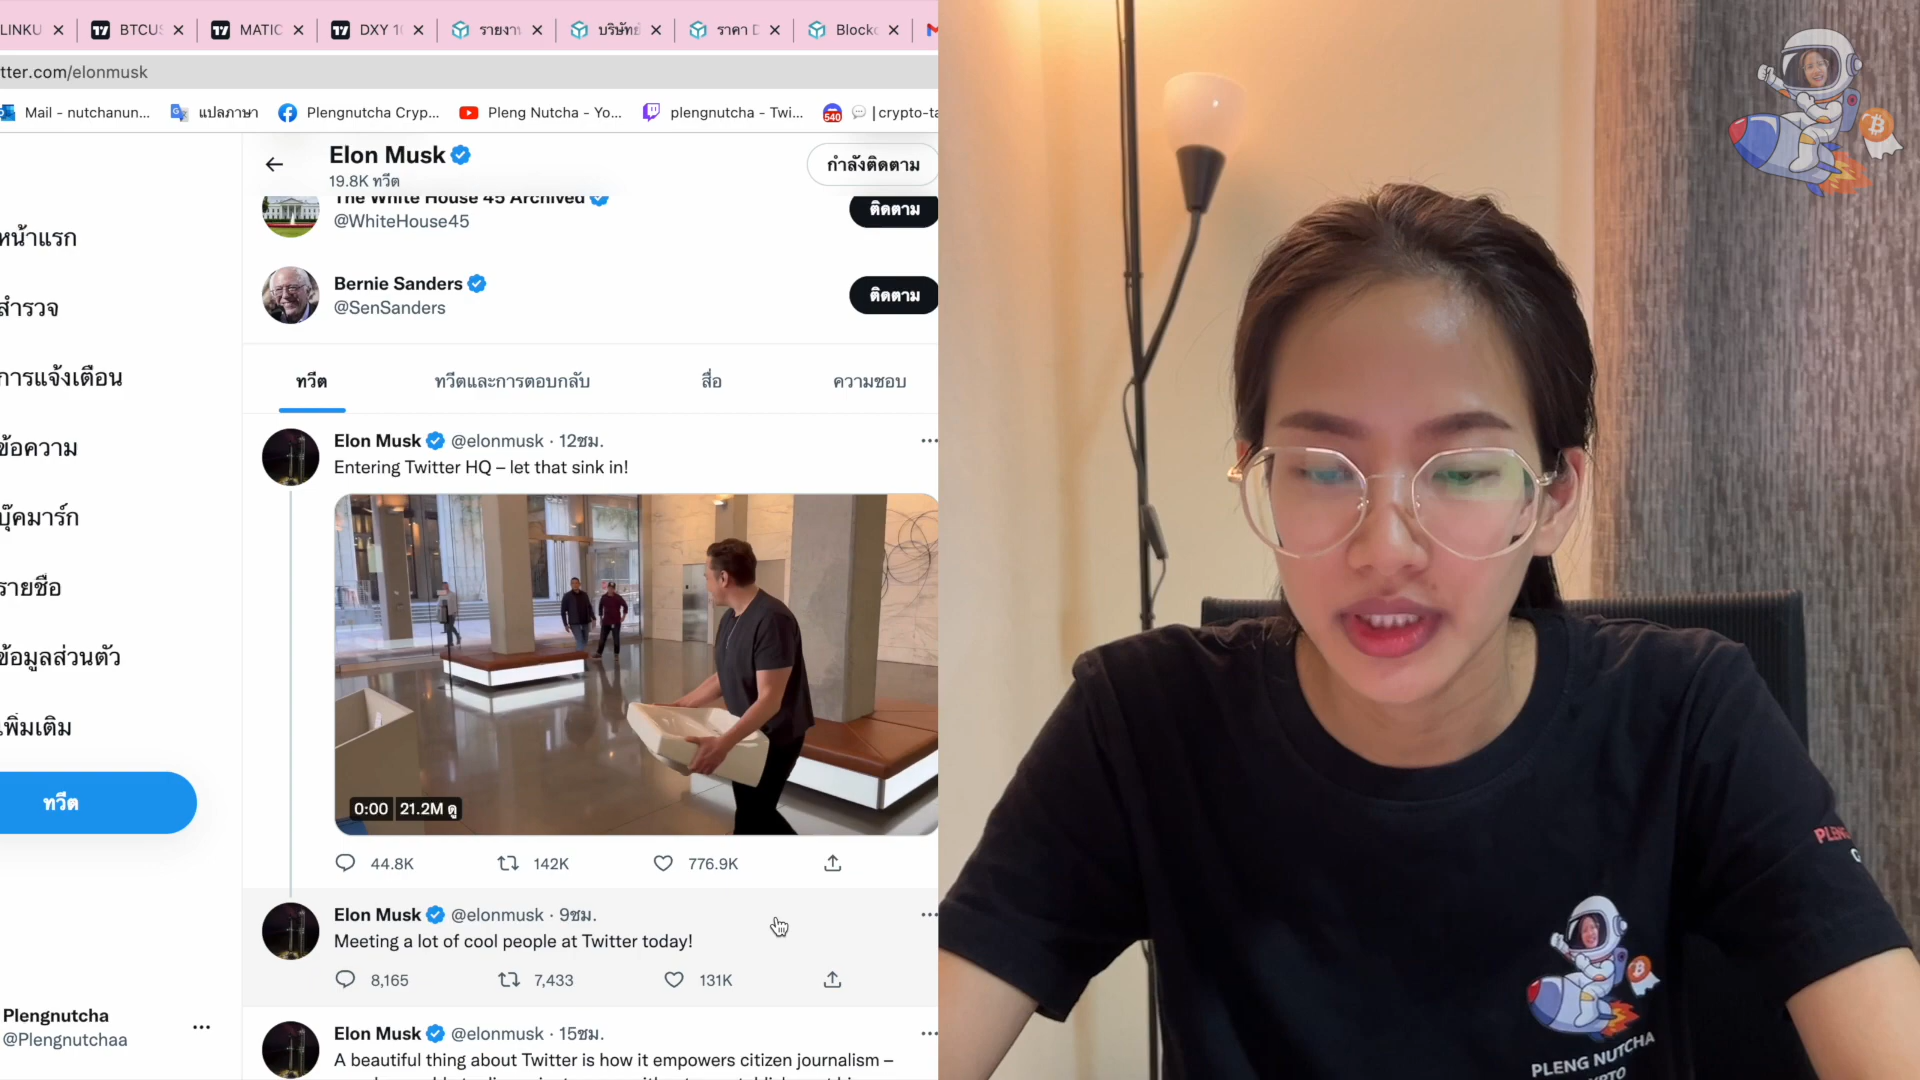 LINKU
BTCUS
MATIC
DXY
รายงา
บริษัท
ราคา
Block
tter.com/elonmusk
Mail - nutchanun...
แปลภาษา
Plengnutcha Cryp...
Pleng Nutcha - Yo...
plengnutcha - Twi...
540
|crypto-ta
Elon Musk
19.8K ทวีต
กำลังติดตาม
The White House 45 Archived
@WhiteHouse45
ติดตาม
Bernie Sanders
@SenSanders
ติดตาม
หน้าแรก
สำรวจ
การแจ้งเตือน
ข้อความ
บุ๊คมาร์ก
รายชื่อ
ข้อมูลส่วนตัว
เพิ่มเติม
ทวีต
Plengnutcha
@Plengnutchaa
ทวีต
ทวีตและการตอบกลับ
สื่อ
ความชอบ
Elon Musk @elonmusk · 12ชม.
Entering Twitter HQ – let that sink in!
0:00
21.2M ดู
44.8K
142K
776.9K
Elon Musk @elonmusk · 9ชม.
Meeting a lot of cool people at Twitter today!
8,165
7,433
131K
Elon Musk @elonmusk · 15ชม.
A beautiful thing about Twitter is how it empowers citizen journalism –
PLENG
PLENG NUTCHA